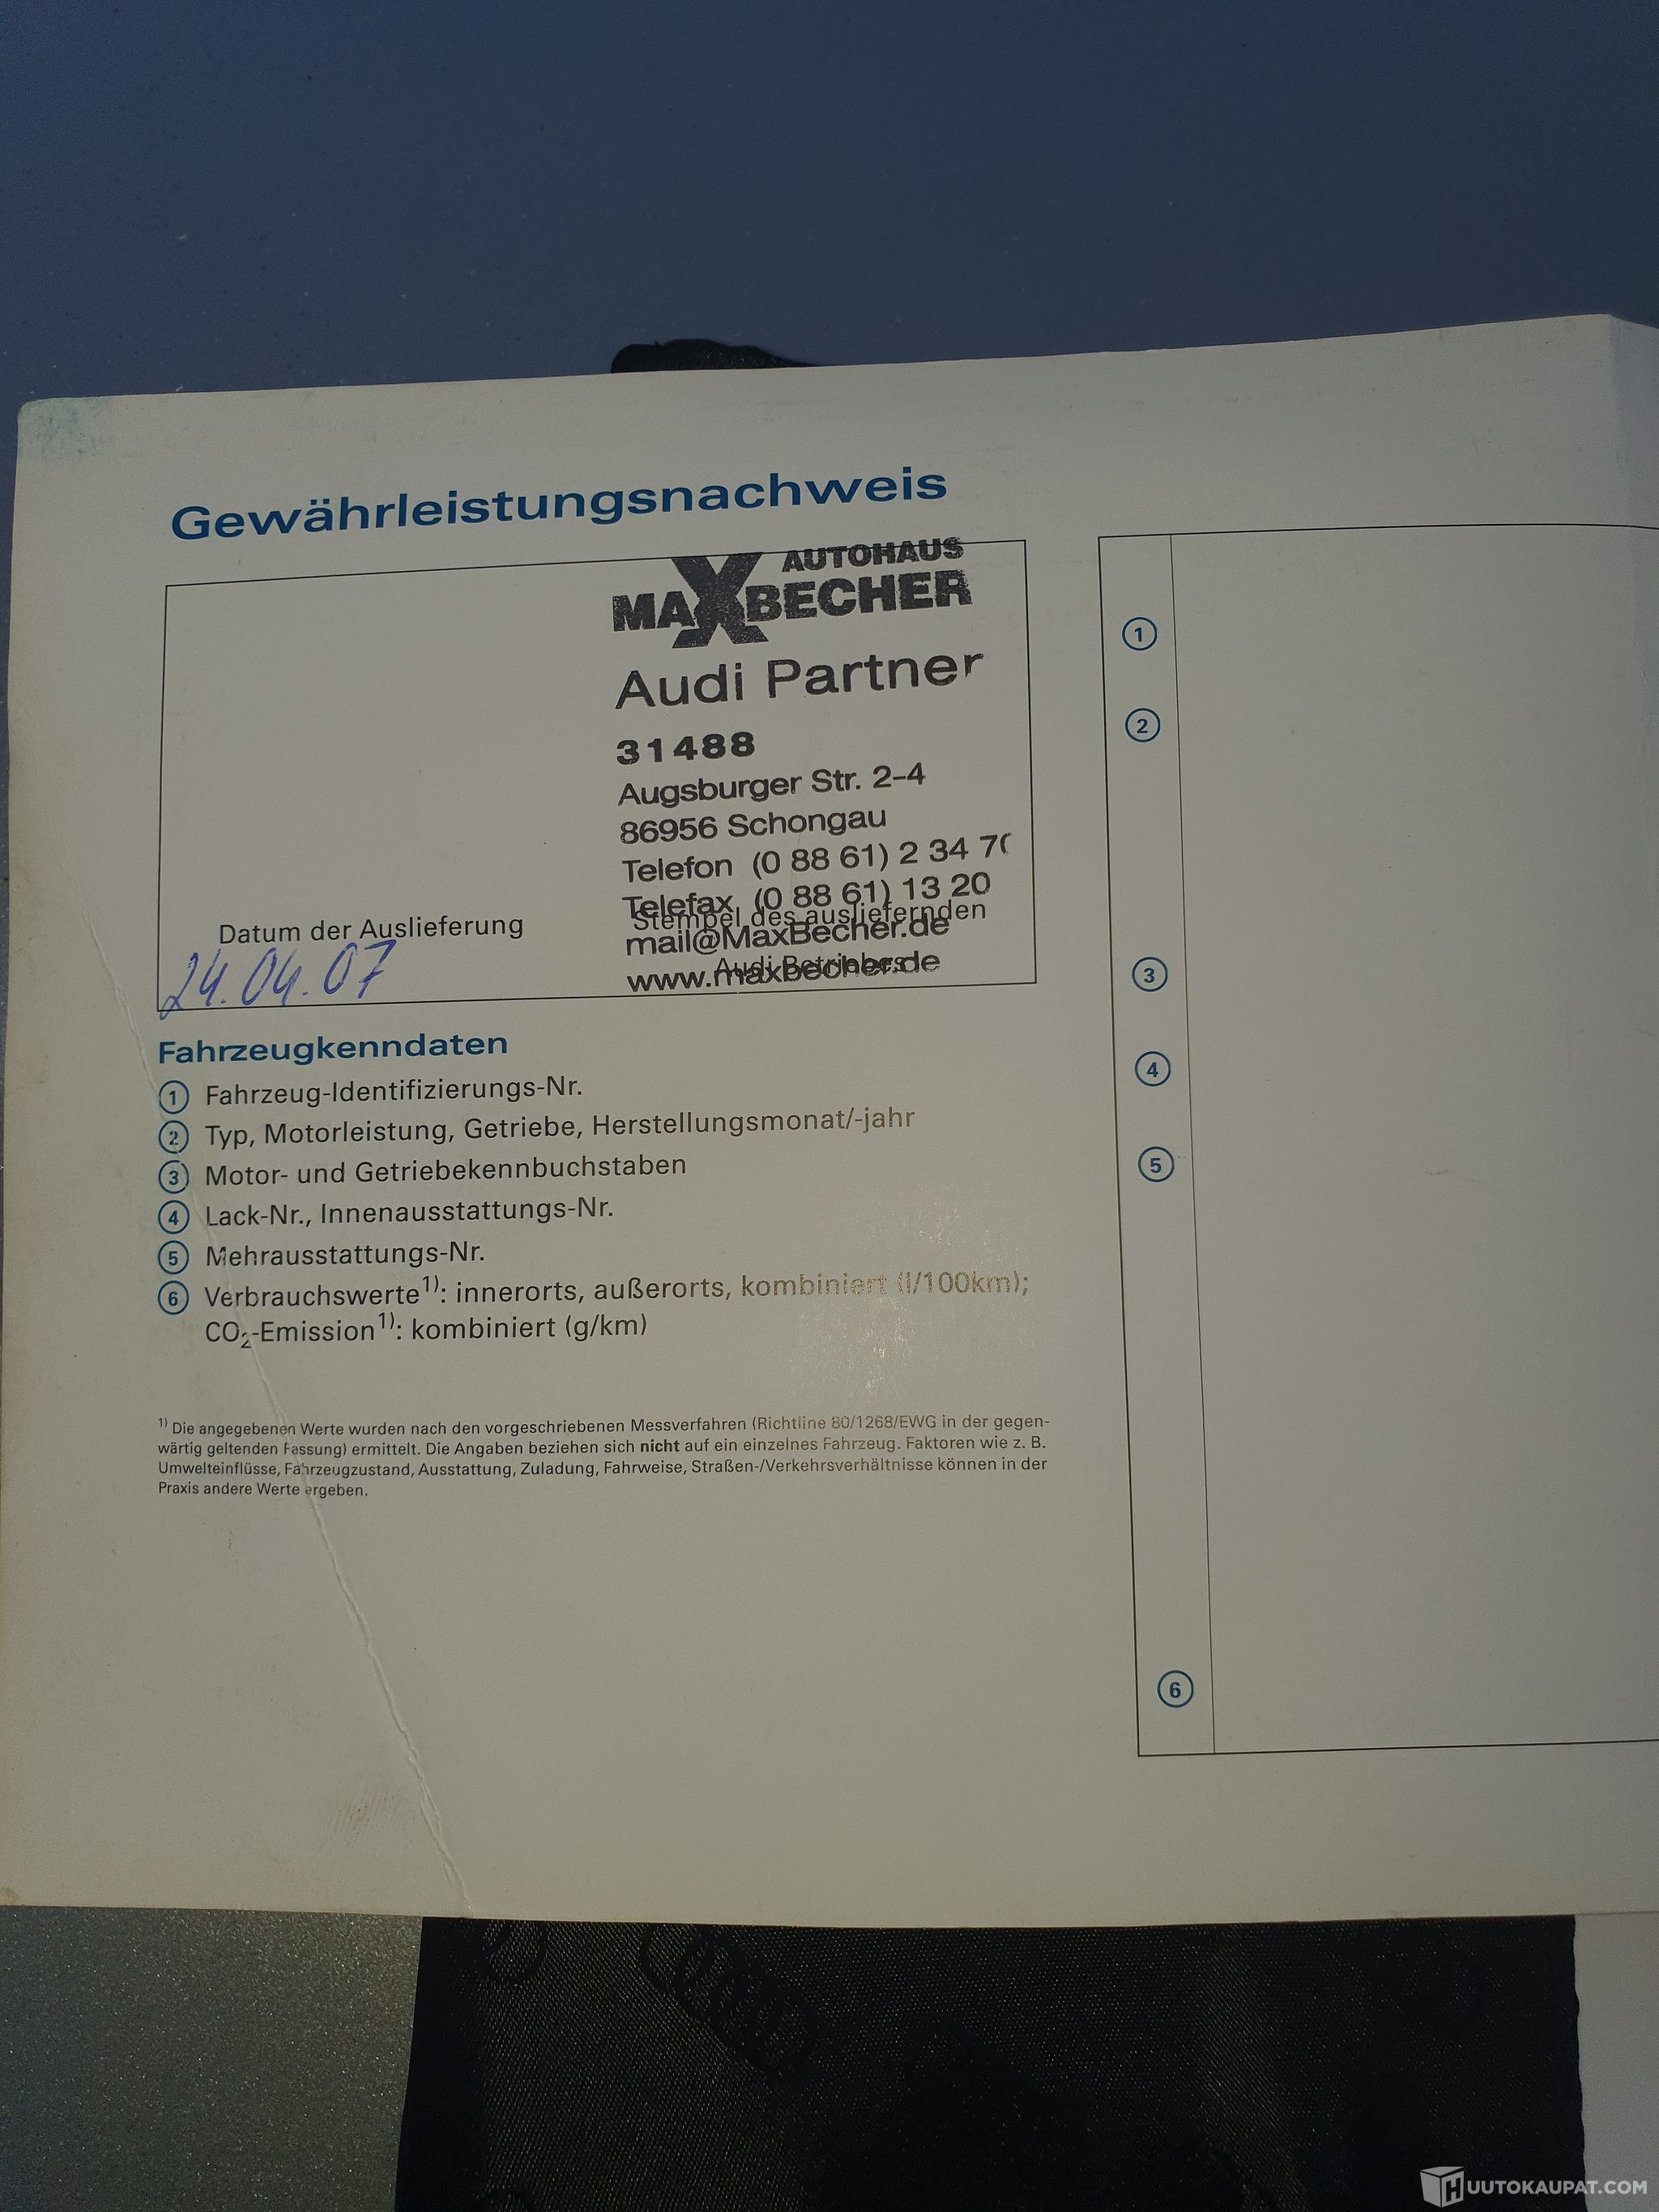 Gewährleistungsnachweis
AUTOHAUS
MAXBECHER
Audi Partner
31488
Augsburger Str. 2-4
86956 Schongau
Telefon (0 88 61) 2 34 70
Telefax (0 88 61) 13 20
Datum der Auslieferung
Stempel des ausliefernden
mail@MaxBecher.de
Audi Betriebes
www.maxbecher.de
24.04.07
Fahrzeugkenndaten
1 Fahrzeug-Identifizierungs-Nr.
2 Typ, Motorleistung, Getriebe, Herstellungsmonat/-jahr
3 Motor- und Getriebekennbuchstaben
4 Lack-Nr., Innenausstattungs-Nr.
5 Mehrausstattungs-Nr.
6 Verbrauchswerte1): innerorts, außerorts, kombiniert (l/100km);
CO2-Emission1): kombiniert (g/km)
1) Die angegebenen Werte wurden nach den vorgeschriebenen Messverfahren (Richtline 80/1268/EWG in der gegen-
wärtig geltenden Fassung) ermittelt. Die Angaben beziehen sich nicht auf ein einzelnes Fahrzeug. Faktoren wie z. B.
Umwelteinflüsse, Fahrzeugzustand, Ausstattung, Zuladung, Fahrweise, Straßen-/Verkehrsverhältnisse können in der
Praxis andere Werte ergeben.
1
2
3
4
5
6
HUUTOKAUPAT.COM